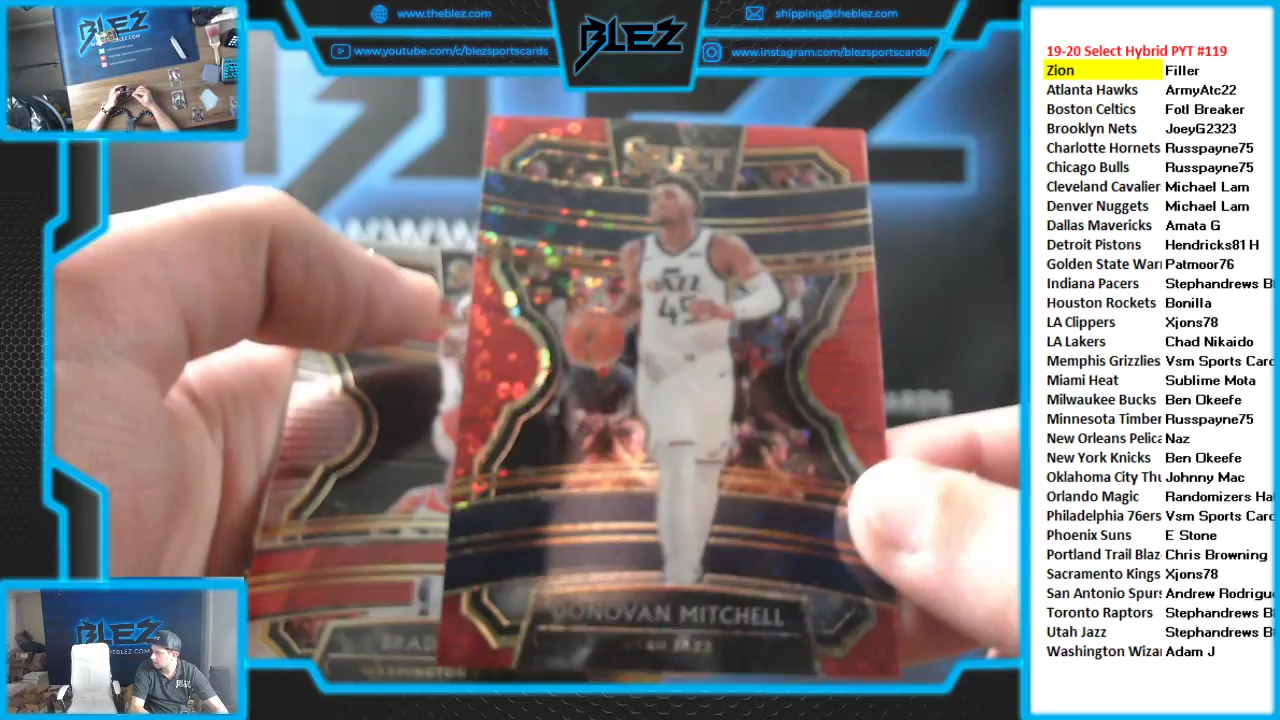 www.theblez.com
shipping@theblez.com
www.youtube.com/c/blezsportscards
www.instagram.com/blezsportscards/
BLEZ
SELECT
JAZZ
45
DONOVAN MITCHELL
UTAH JAZZ
BRAD
WASHINGTON
BLEZ
BLEZ
BLEZ
19-20 Select Hybrid PYT #119
Zion Filler
Atlanta Hawks ArmyAtc22
Boston Celtics Fotl Breaker
Brooklyn Nets JoeyG2323
Charlotte Hornets Russpayne75
Chicago Bulls Russpayne75
Cleveland Cavalier Michael Lam
Denver Nuggets Michael Lam
Dallas Mavericks Amata G
Detroit Pistons Hendricks81 H
Golden State Warr Patmoor76
Indiana Pacers Stephandrews B
Houston Rockets Bonilla
LA Clippers Xjons78
LA Lakers Chad Nikaido
Memphis Grizzlies Vsm Sports Card
Miami Heat Sublime Mota
Milwaukee Bucks Ben Okeefe
Minnesota Timber Russpayne75
New Orleans Pelica Naz
New York Knicks Ben Okeefe
Oklahoma City Thu Johnny Mac
Orlando Magic Randomizers Ha
Philadelphia 76ers Vsm Sports Card
Phoenix Suns E Stone
Portland Trail Blaz Chris Browning
Sacramento Kings Xjons78
San Antonio Spurs Andrew Rodrigu
Toronto Raptors Stephandrews B
Utah Jazz Stephandrews B
Washington Wizar Adam J